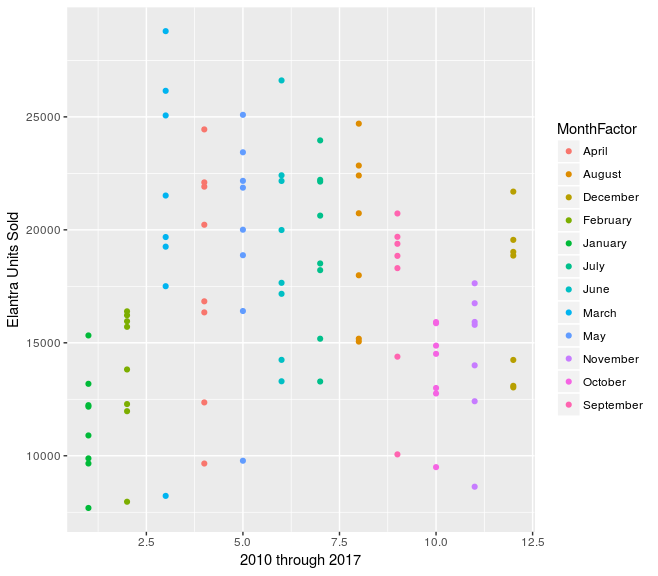 25000
20000
15000
10000
Elantra Units Sold
2.5 5.0 7.5 10.0 12.5
2010 through 2017
MonthFactor
April
August
December
February
January
July
June
March
May
November
October
September